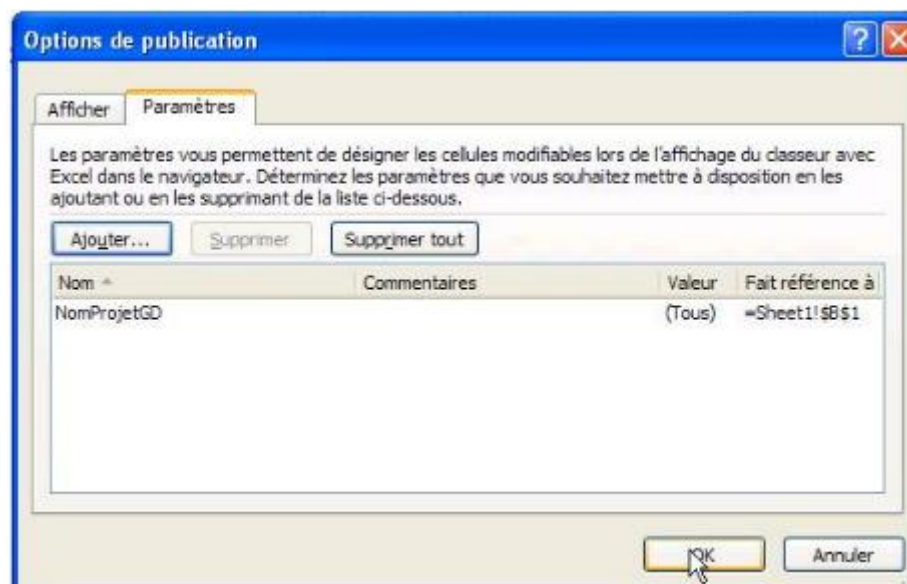 Options de publication
Afficher Paramètres
Les paramètres vous permettent de désigner les cellules modifiables lors de l'affichage du classeur avec
Excel dans le navigateur. Déterminez les paramètres que vous souhaitez mettre à disposition en les
ajoutant ou en les supprimant de la liste ci-dessous.
Ajouter... Supprimer Supprimer tout
Nom Commentaires Valeur Fait référence à
NomProjetGD (Tous) =Sheet1!$B$1
OK Annuler